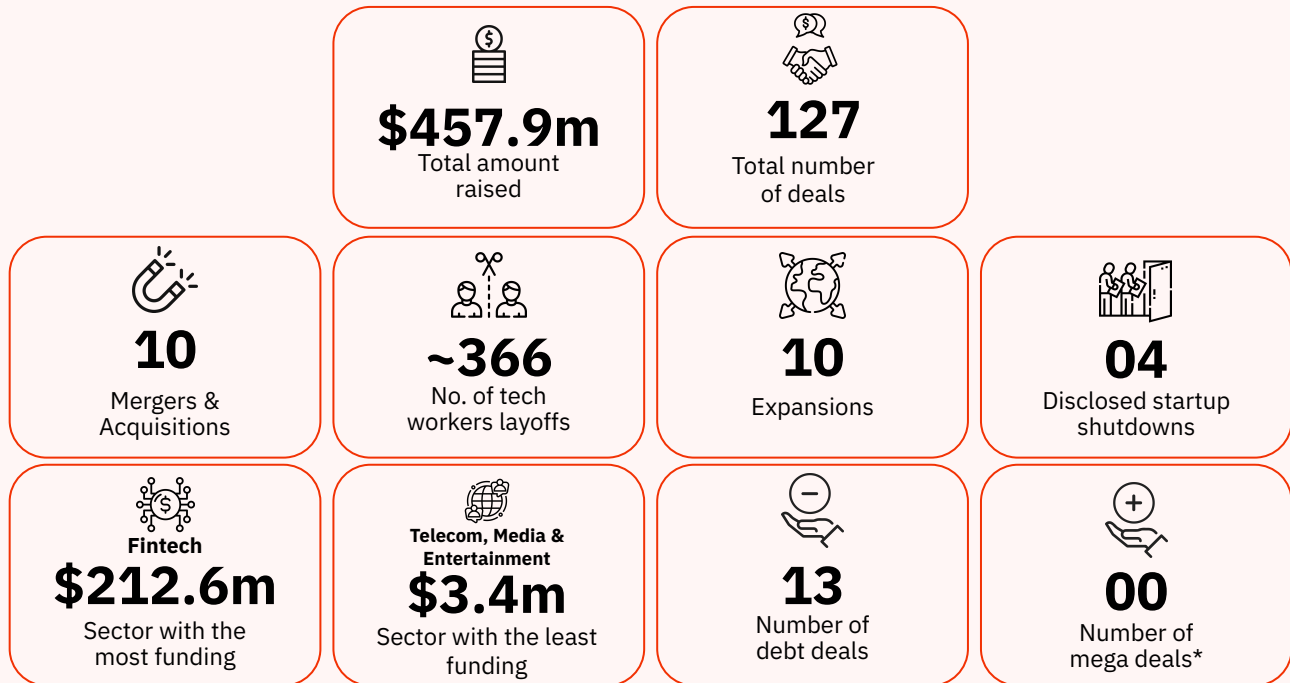 $457.9m
Total amount
raised
127
Total number
of deals
10
Mergers &
Acquisitions
~366
No. of tech
workers layoffs
10
Expansions
04
Disclosed startup
shutdowns
Fintech
$212.6m
Sector with the
most funding
Telecom, Media &
Entertainment
$3.4m
Sector with the least
funding
13
Number of
debt deals
00
Number of
mega deals*